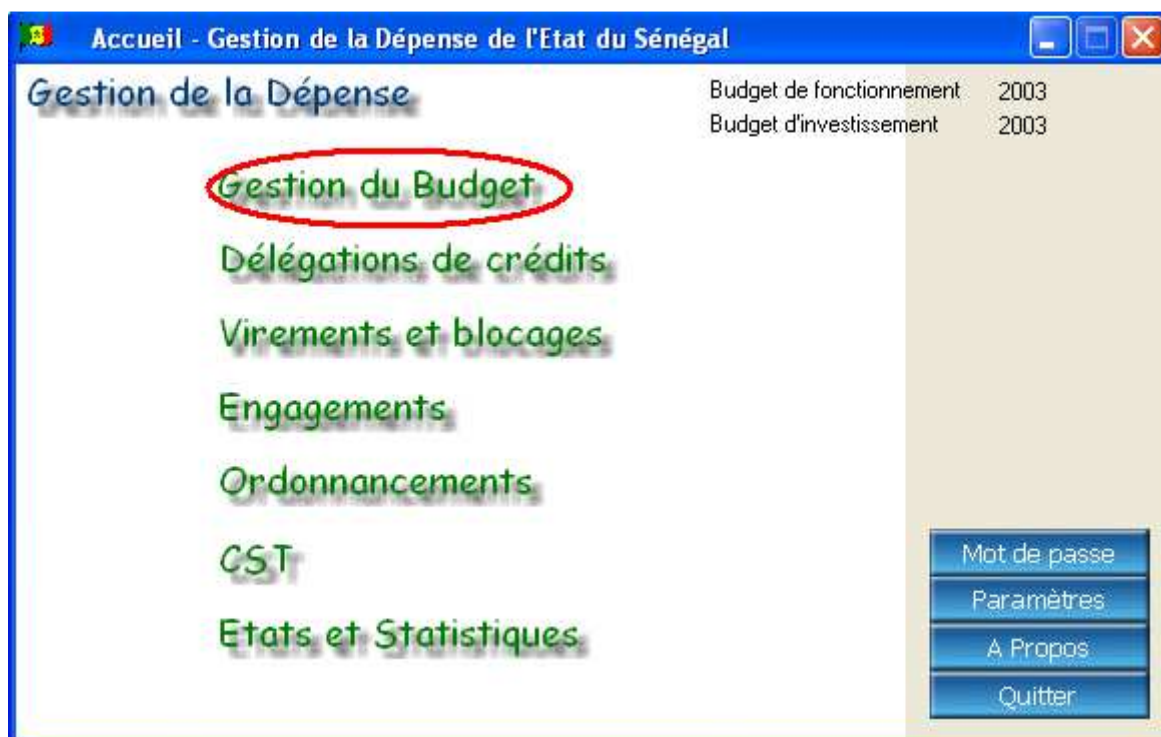 Accueil - Gestion de la Dépense de l'Etat du Sénégal
Gestion de la Dépense
Budget de fonctionnement 2003
Budget d'investissement 2003
Gestion du Budget
Délégations de crédits
Virements et blocages
Engagements
Ordonnancements
CST
Etats et Statistiques
Mot de passe
Paramètres
A Propos
Quitter